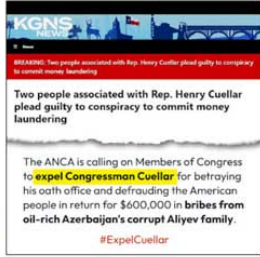 KGNS
NEWS
≡ News
BREAKING: Two people associated with Rep. Henry Cuellar plead guilty to conspiracy
to commit money laundering
Two people associated with Rep. Henry Cuellar
plead guilty to conspiracy to commit money
laundering
The ANCA is calling on Members of Congress
to expel Congressman Cuellar for betraying
his oath office and defrauding the American
people in return for $600,000 in bribes from
oil-rich Azerbaijan's corrupt Aliyev family.
#ExpelCuellar